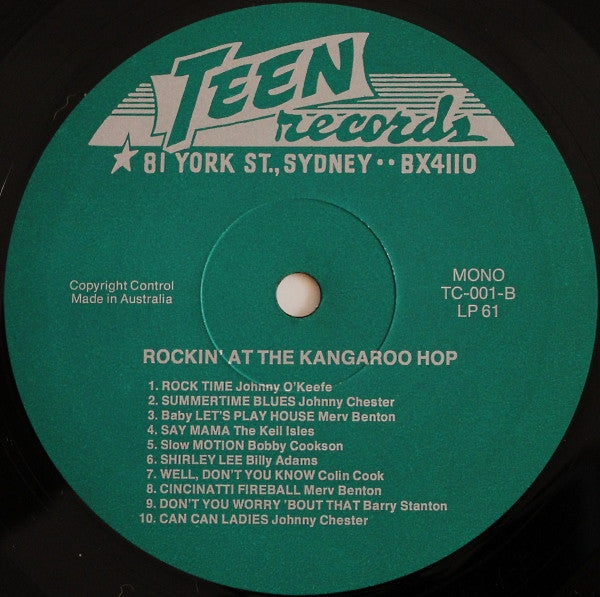 TEEN
records
★ 81 YORK ST., SYDNEY ·· BX4110
Copyright Control
Made in Australia
MONO
TC-001-B
LP 61
ROCKIN' AT THE KANGAROO HOP
1. ROCK TIME Johnny O'Keefe
2. SUMMERTIME BLUES Johnny Chester
3. Baby LET'S PLAY HOUSE Merv Benton
4. SAY MAMA The Keil Isles
5. Slow MOTION Bobby Cookson
6. SHIRLEY LEE Billy Adams
7. WELL, DON'T YOU KNOW Colin Cook
8. CINCINATTI FIREBALL Merv Benton
9. DON'T YOU WORRY 'BOUT THAT Barry Stanton
10. CAN CAN LADIES Johnny Chester